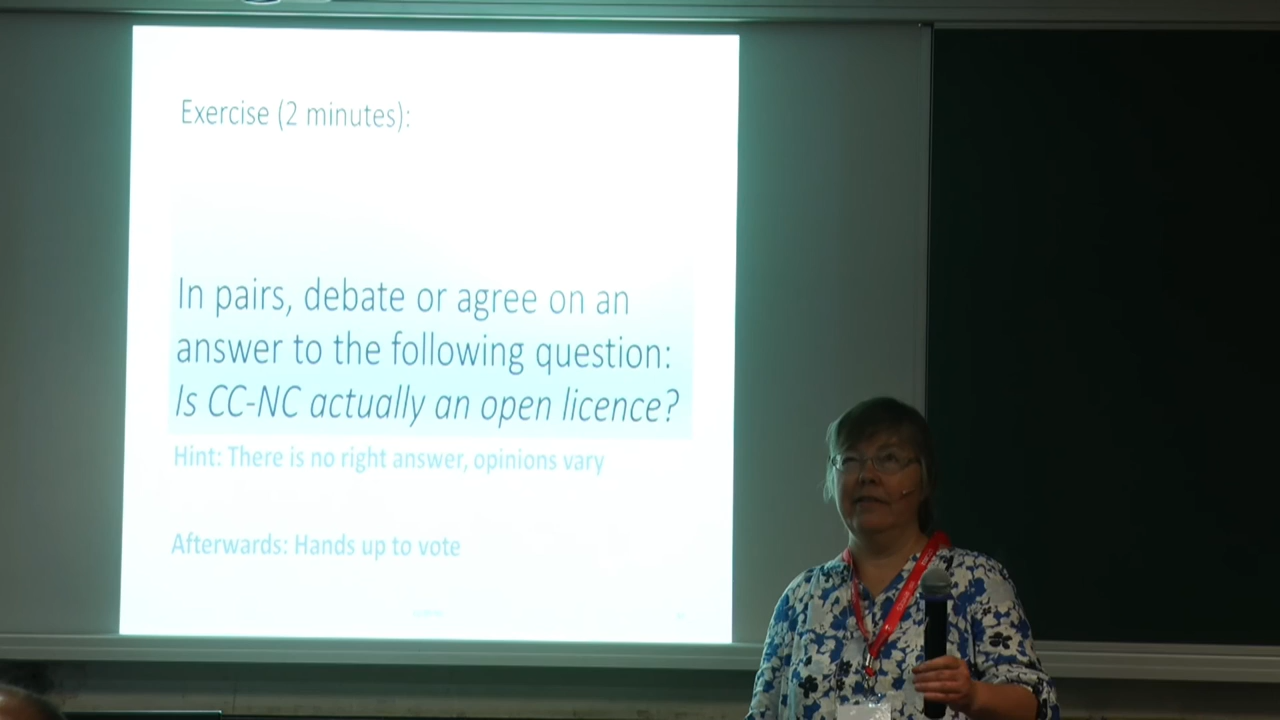 Exercise (2 minutes):
In pairs, debate or agree on an
answer to the following question:
Is CC-NC actually an open licence?
Hint: There is no right answer, opinions vary
Afterwards: Hands up to vote